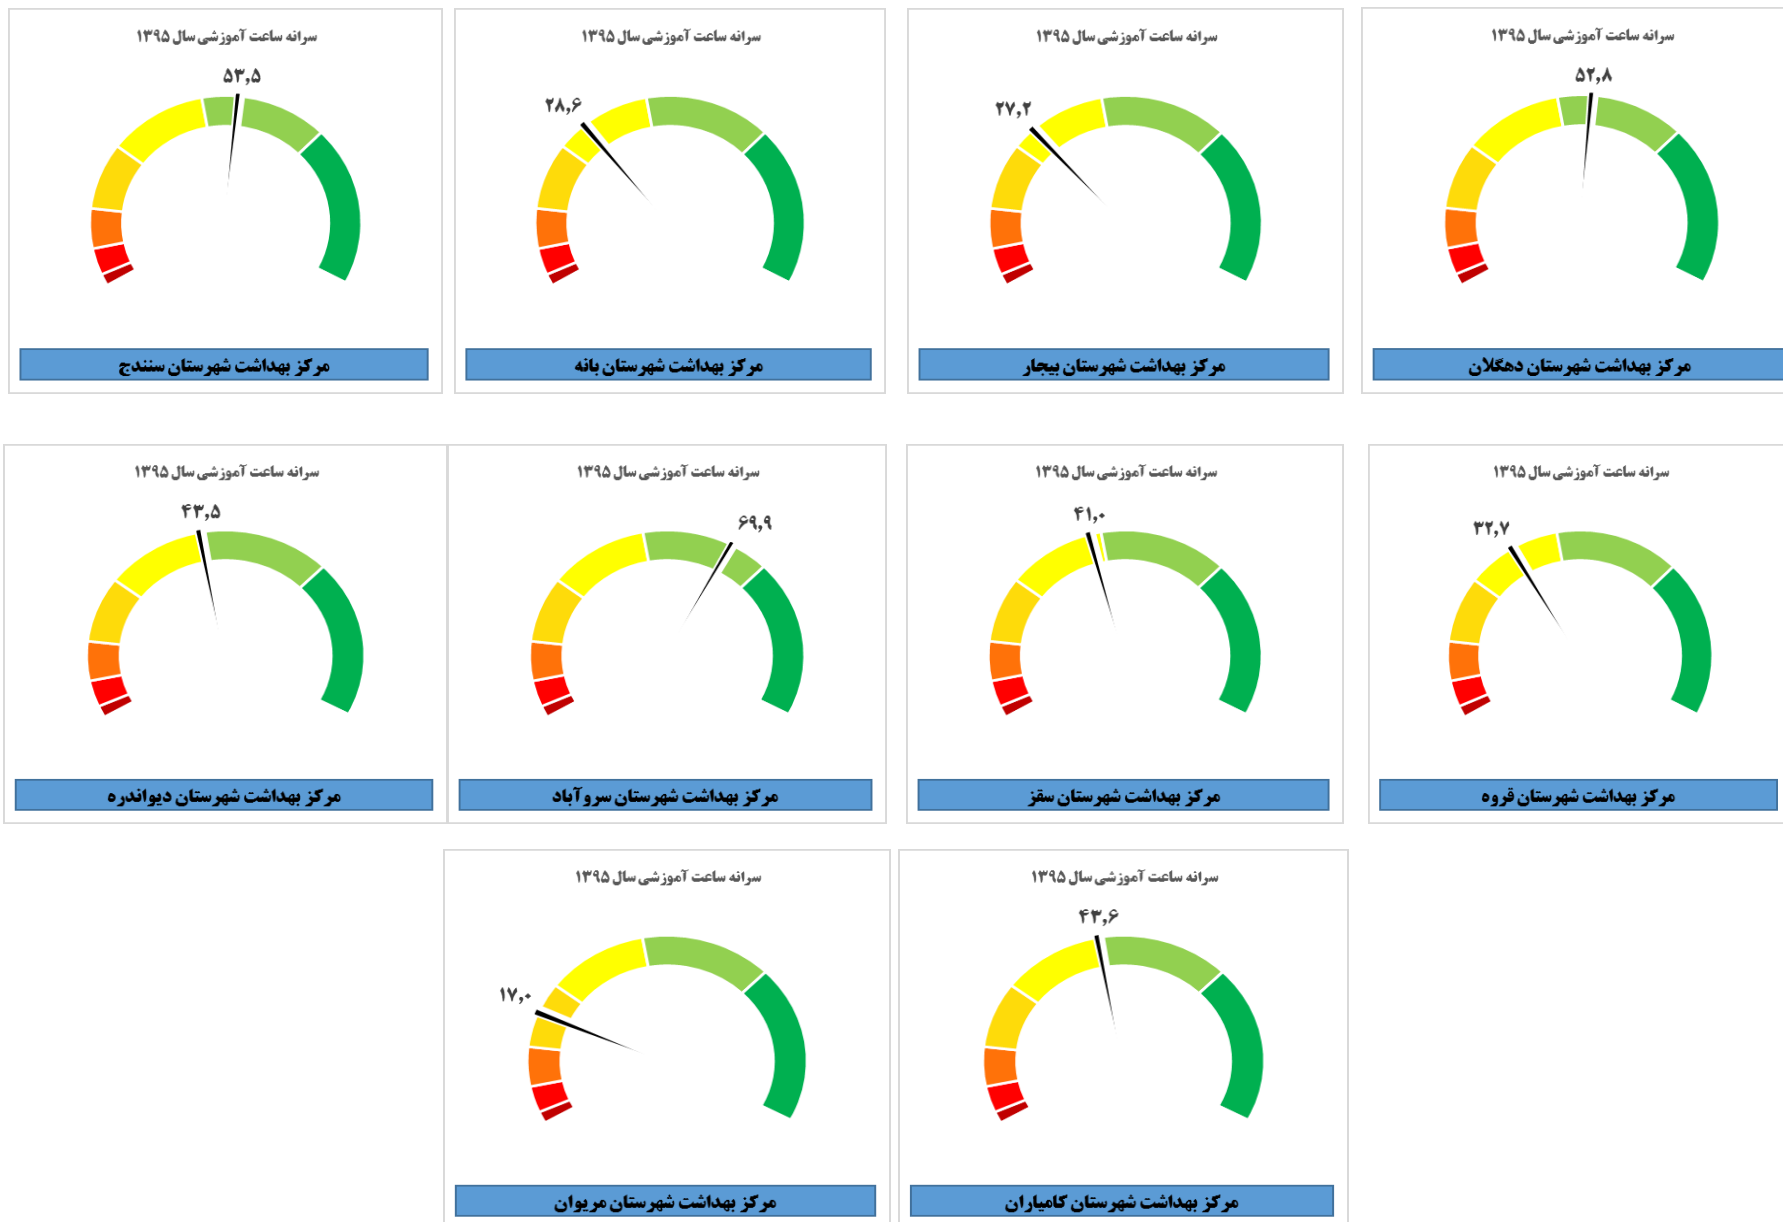 سرانه ساعت آموزشی سال ۱۳۹۵
۵۲٫۸
مرکز بهداشت شهرستان دهگلان
سرانه ساعت آموزشی سال ۱۳۹۵
۲۷٫۲
مرکز بهداشت شهرستان بیجار
سرانه ساعت آموزشی سال ۱۳۹۵
۲۸٫۶
مرکز بهداشت شهرستان بانه
سرانه ساعت آموزشی سال ۱۳۹۵
۵۳٫۵
مرکز بهداشت شهرستان سنندج
سرانه ساعت آموزشی سال ۱۳۹۵
۳۲٫۷
مرکز بهداشت شهرستان قروه
سرانه ساعت آموزشی سال ۱۳۹۵
۴۱٫۰
مرکز بهداشت شهرستان سقز
سرانه ساعت آموزشی سال ۱۳۹۵
۶۹٫۹
مرکز بهداشت شهرستان سروآباد
سرانه ساعت آموزشی سال ۱۳۹۵
۴۳٫۵
مرکز بهداشت شهرستان دیواندره
سرانه ساعت آموزشی سال ۱۳۹۵
۴۳٫۶
مرکز بهداشت شهرستان کامیاران
سرانه ساعت آموزشی سال ۱۳۹۵
۱۷٫۰
مرکز بهداشت شهرستان مریوان